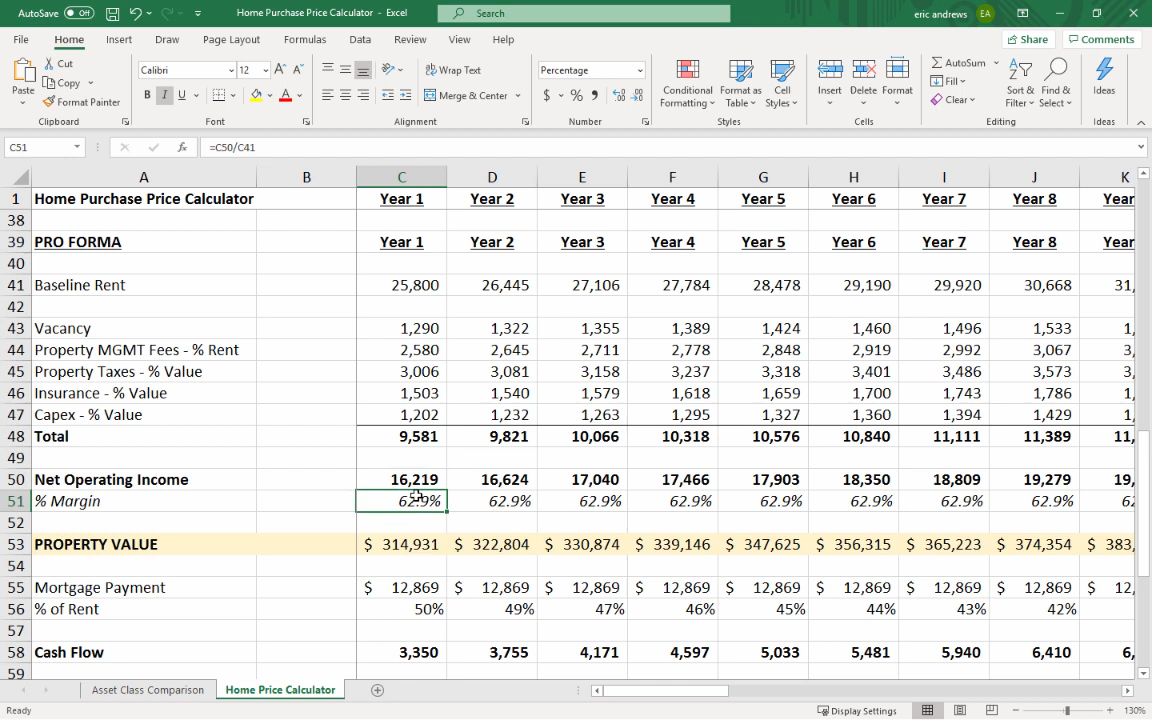 AutoSave Off Home Purchase Price Calculator - Excel Search eric andrews EA
File Home Insert Draw Page Layout Formulas Data Review View Help Share Comments
Paste Cut Copy Format Painter Calibri 12 A A Wrap Text Percentage Conditional Formatting Format as Table Cell Styles Insert Delete Format AutoSum Fill Clear Sort & Filter Find & Select Ideas
B I U A Merge & Center $ % ,
Clipboard Font Alignment Number Styles Cells Editing Ideas
C51 fx =C50/C41
A B C D E F G H I J K
1 Home Purchase Price Calculator Year 1 Year 2 Year 3 Year 4 Year 5 Year 6 Year 7 Year 8 Year
38
39 PRO FORMA Year 1 Year 2 Year 3 Year 4 Year 5 Year 6 Year 7 Year 8 Year
40
41 Baseline Rent 25,800 26,445 27,106 27,784 28,478 29,190 29,920 30,668 31,
42
43 Vacancy 1,290 1,322 1,355 1,389 1,424 1,460 1,496 1,533 1,
44 Property MGMT Fees - % Rent 2,580 2,645 2,711 2,778 2,848 2,919 2,992 3,067 3,
45 Property Taxes - % Value 3,006 3,081 3,158 3,237 3,318 3,401 3,486 3,573 3,
46 Insurance - % Value 1,503 1,540 1,579 1,618 1,659 1,700 1,743 1,786 1,
47 Capex - % Value 1,202 1,232 1,263 1,295 1,327 1,360 1,394 1,429 1,
48 Total 9,581 9,821 10,066 10,318 10,576 10,840 11,111 11,389 11,
49
50 Net Operating Income 16,219 16,624 17,040 17,466 17,903 18,350 18,809 19,279 19,
51 % Margin 62.9% 62.9% 62.9% 62.9% 62.9% 62.9% 62.9% 62.9% 62
52
53 PROPERTY VALUE $ 314,931 $ 322,804 $ 330,874 $ 339,146 $ 347,625 $ 356,315 $ 365,223 $ 374,354 $ 383,
54
55 Mortgage Payment $ 12,869 $ 12,869 $ 12,869 $ 12,869 $ 12,869 $ 12,869 $ 12,869 $ 12,869 $ 12,
56 % of Rent 50% 49% 47% 46% 45% 44% 43% 42%
57
58 Cash Flow 3,350 3,755 4,171 4,597 5,033 5,481 5,940 6,410 6,
59
Asset Class Comparison Home Price Calculator
Ready Display Settings 130%